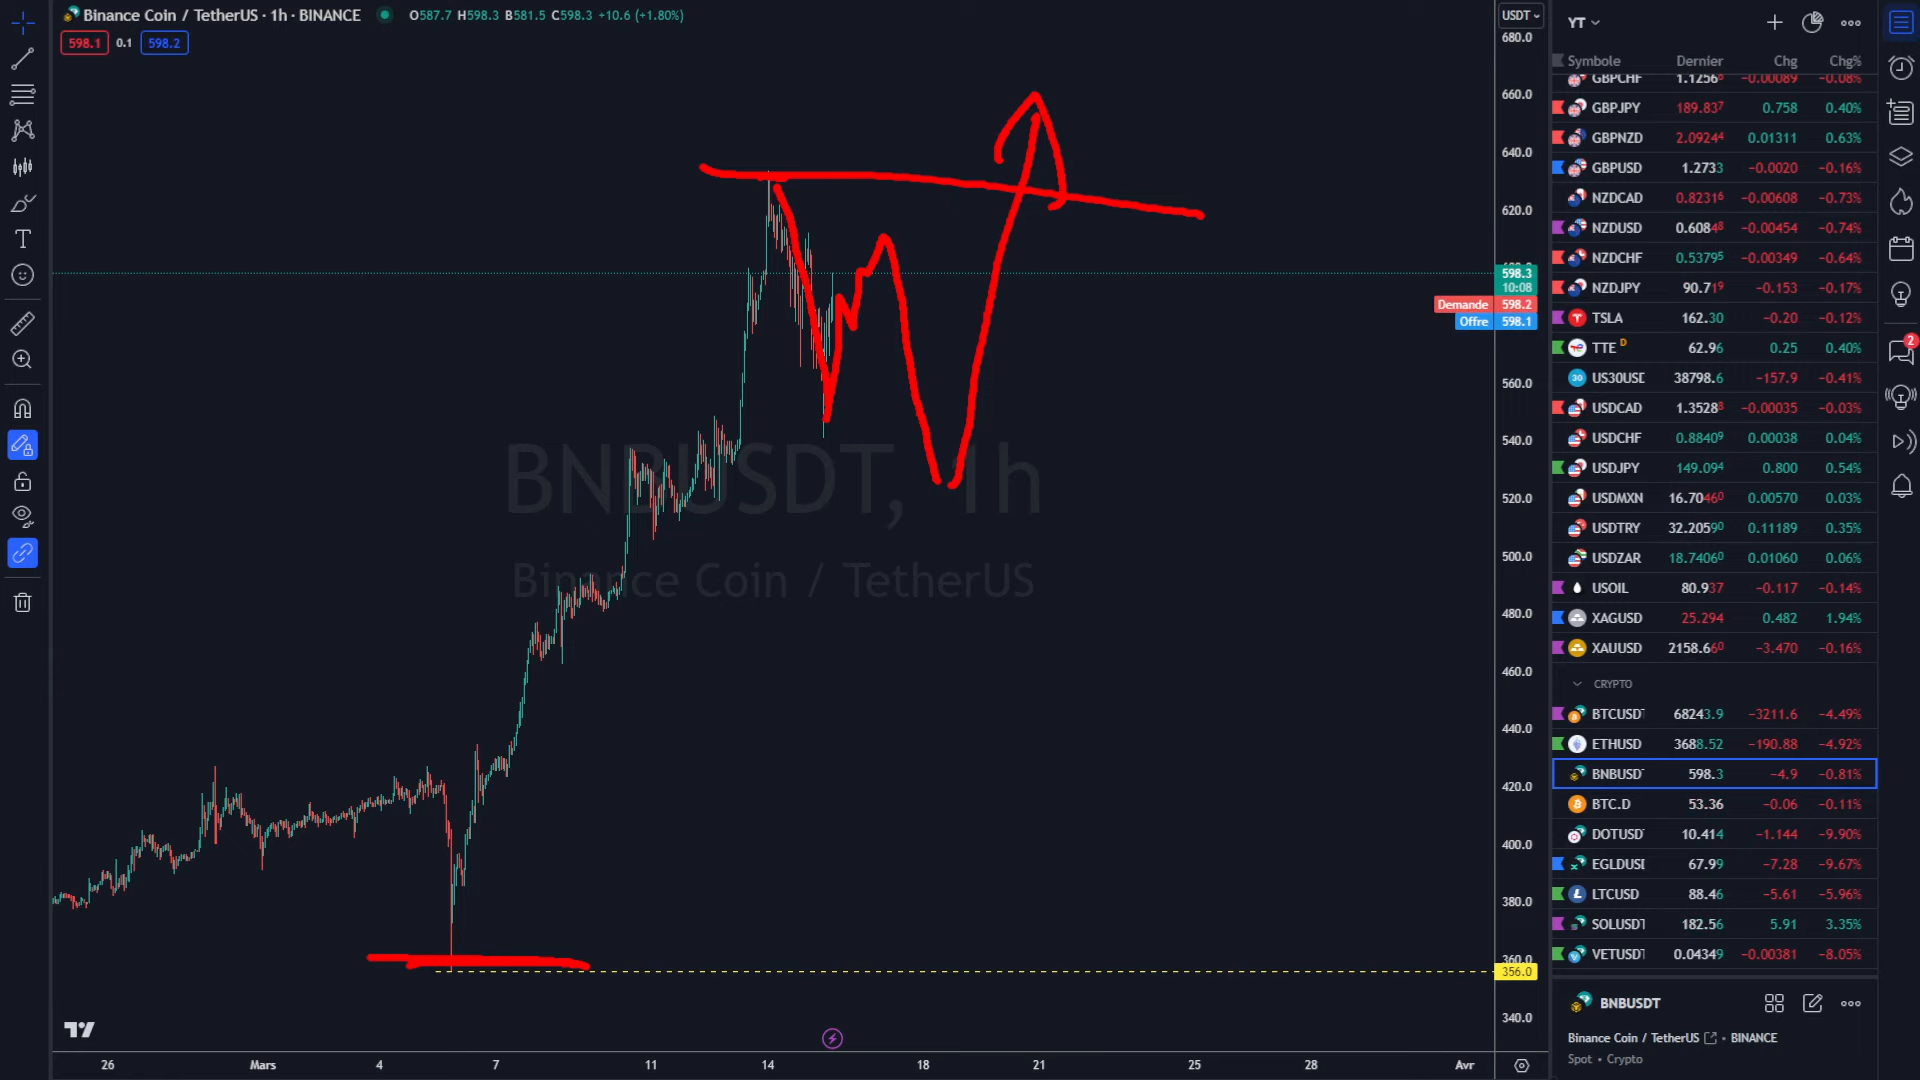 Binance Coin / TetherUS · 1h · BINANCE O587.7 H598.3 B581.5 C598.3 +10.6 (+1.80%)
598.1 0.1 598.2
USDT
680.0
660.0
640.0
620.0
598.3
10:08
Demande 598.2
Offre 598.1
560.0
540.0
520.0
500.0
480.0
460.0
440.0
420.0
400.0
380.0
356.0
340.0
BNBUSDT, 1h
Binance Coin / TetherUS
26 Mars 4 7 11 14 18 21 25 28 Avr
YT
Symbole Dernier Chg Chg%
GBPCHF 1.1256 −0.00089 −0.08%
GBPJPY 189.837 0.758 0.40%
GBPNZD 2.09244 0.01311 0.63%
GBPUSD 1.2733 −0.0020 −0.16%
NZDCAD 0.82316 −0.00608 −0.73%
NZDUSD 0.60848 −0.00454 −0.74%
NZDCHF 0.53795 −0.00349 −0.64%
NZDJPY 90.719 −0.153 −0.17%
TSLA 162.30 −0.20 −0.12%
TTE D 62.96 0.25 0.40%
30 US30USD 38798.6 −157.9 −0.41%
USDCAD 1.35288 −0.00035 −0.03%
USDCHF 0.88409 0.00038 0.04%
USDJPY 149.094 0.800 0.54%
USDMXN 16.70460 0.00570 0.03%
USDTRY 32.20590 0.11189 0.35%
USDZAR 18.74060 0.01060 0.06%
USOIL 80.937 −0.117 −0.14%
XAGUSD 25.294 0.482 1.94%
XAUUSD 2158.660 −3.470 −0.16%
CRYPTO
BTCUSDT 68243.9 −3211.6 −4.49%
ETHUSD 3688.52 −190.88 −4.92%
BNBUSDT 598.3 −4.9 −0.81%
BTC.D 53.36 −0.06 −0.11%
DOTUSD 10.414 −1.144 −9.90%
EGLDUSD 67.99 −7.28 −9.67%
LTCUSD 88.46 −5.61 −5.96%
SOLUSDT 182.56 5.91 3.35%
VETUSDT 0.04349 −0.00381 −8.05%
BNBUSDT
Binance Coin / TetherUS · BINANCE
Spot · Crypto
2